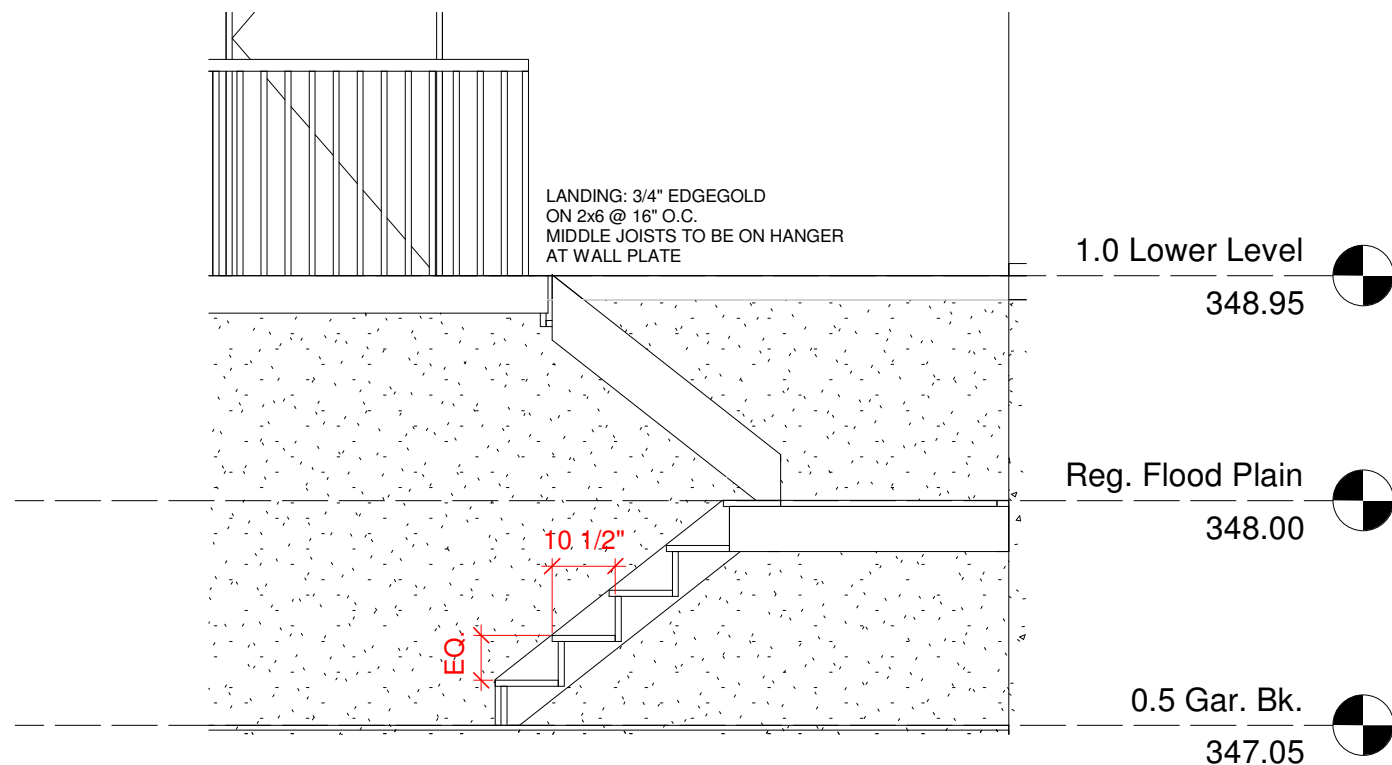 LANDING: 3/4" EDGEGOLD
ON 2x6 @ 16" O.C.
MIDDLE JOISTS TO BE ON HANGER
AT WALL PLATE
1.0 Lower Level
348.95
Reg. Flood Plain
348.00
10 1/2"
EQ.
0.5 Gar. Bk.
347.05